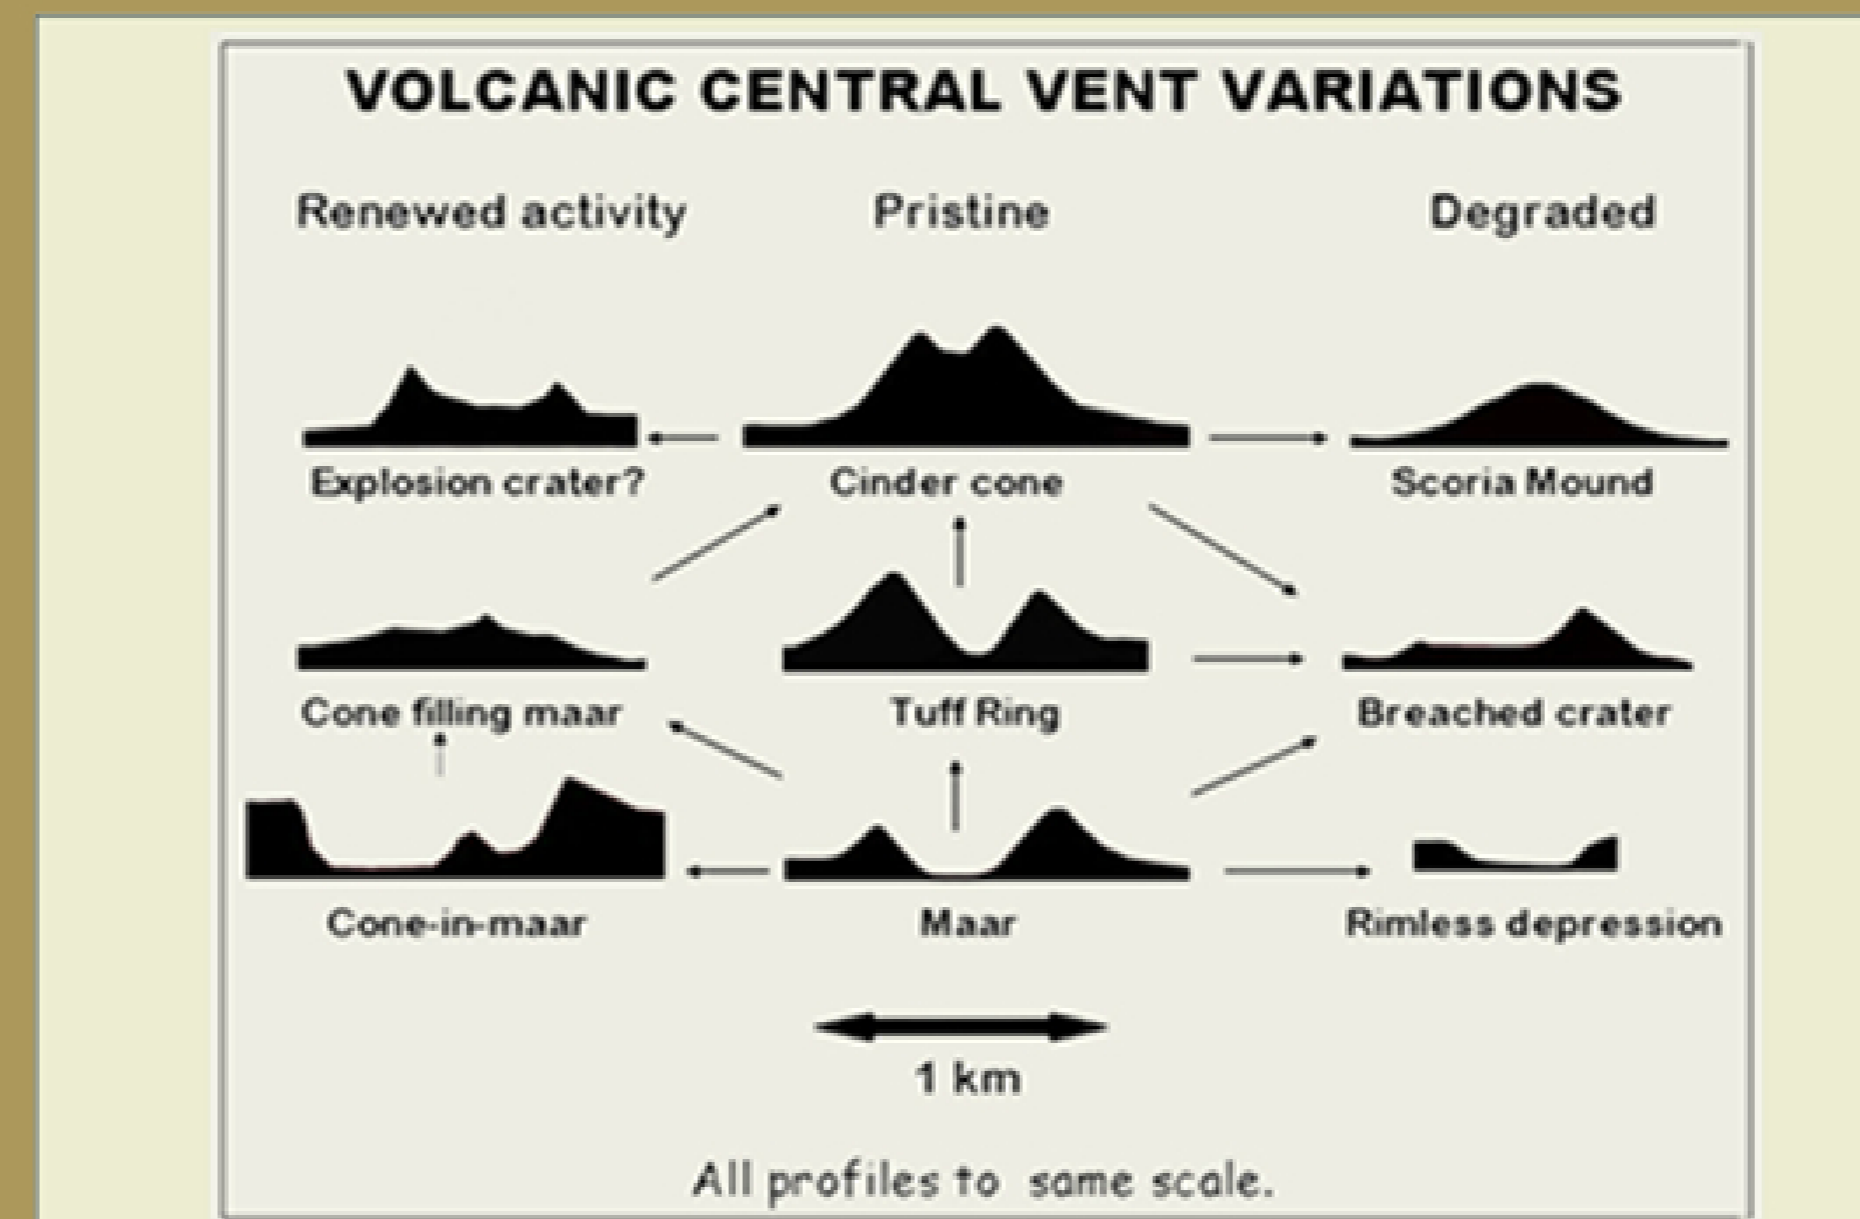 VOLCANIC CENTRAL VENT VARIATIONS
Renewed activity Pristine Degraded
Explosion crater? Cinder cone Scoria Mound
Cone filling maar Tuff Ring Breached crater
Cone-in-maar Maar Rimless depression
1 km
All profiles to same scale.